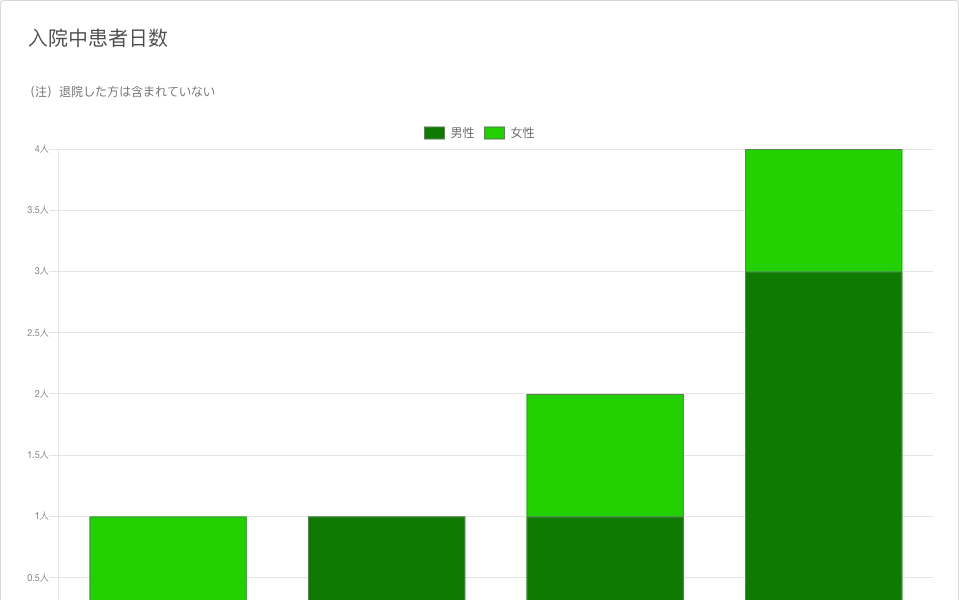 入院中患者日数
（注）退院した方は含まれていない
男性 女性
4人
3.5人
3人
2.5人
2人
1.5人
1人
0.5人